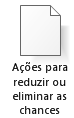 Ações para
reduzir ou
eliminar as
chances